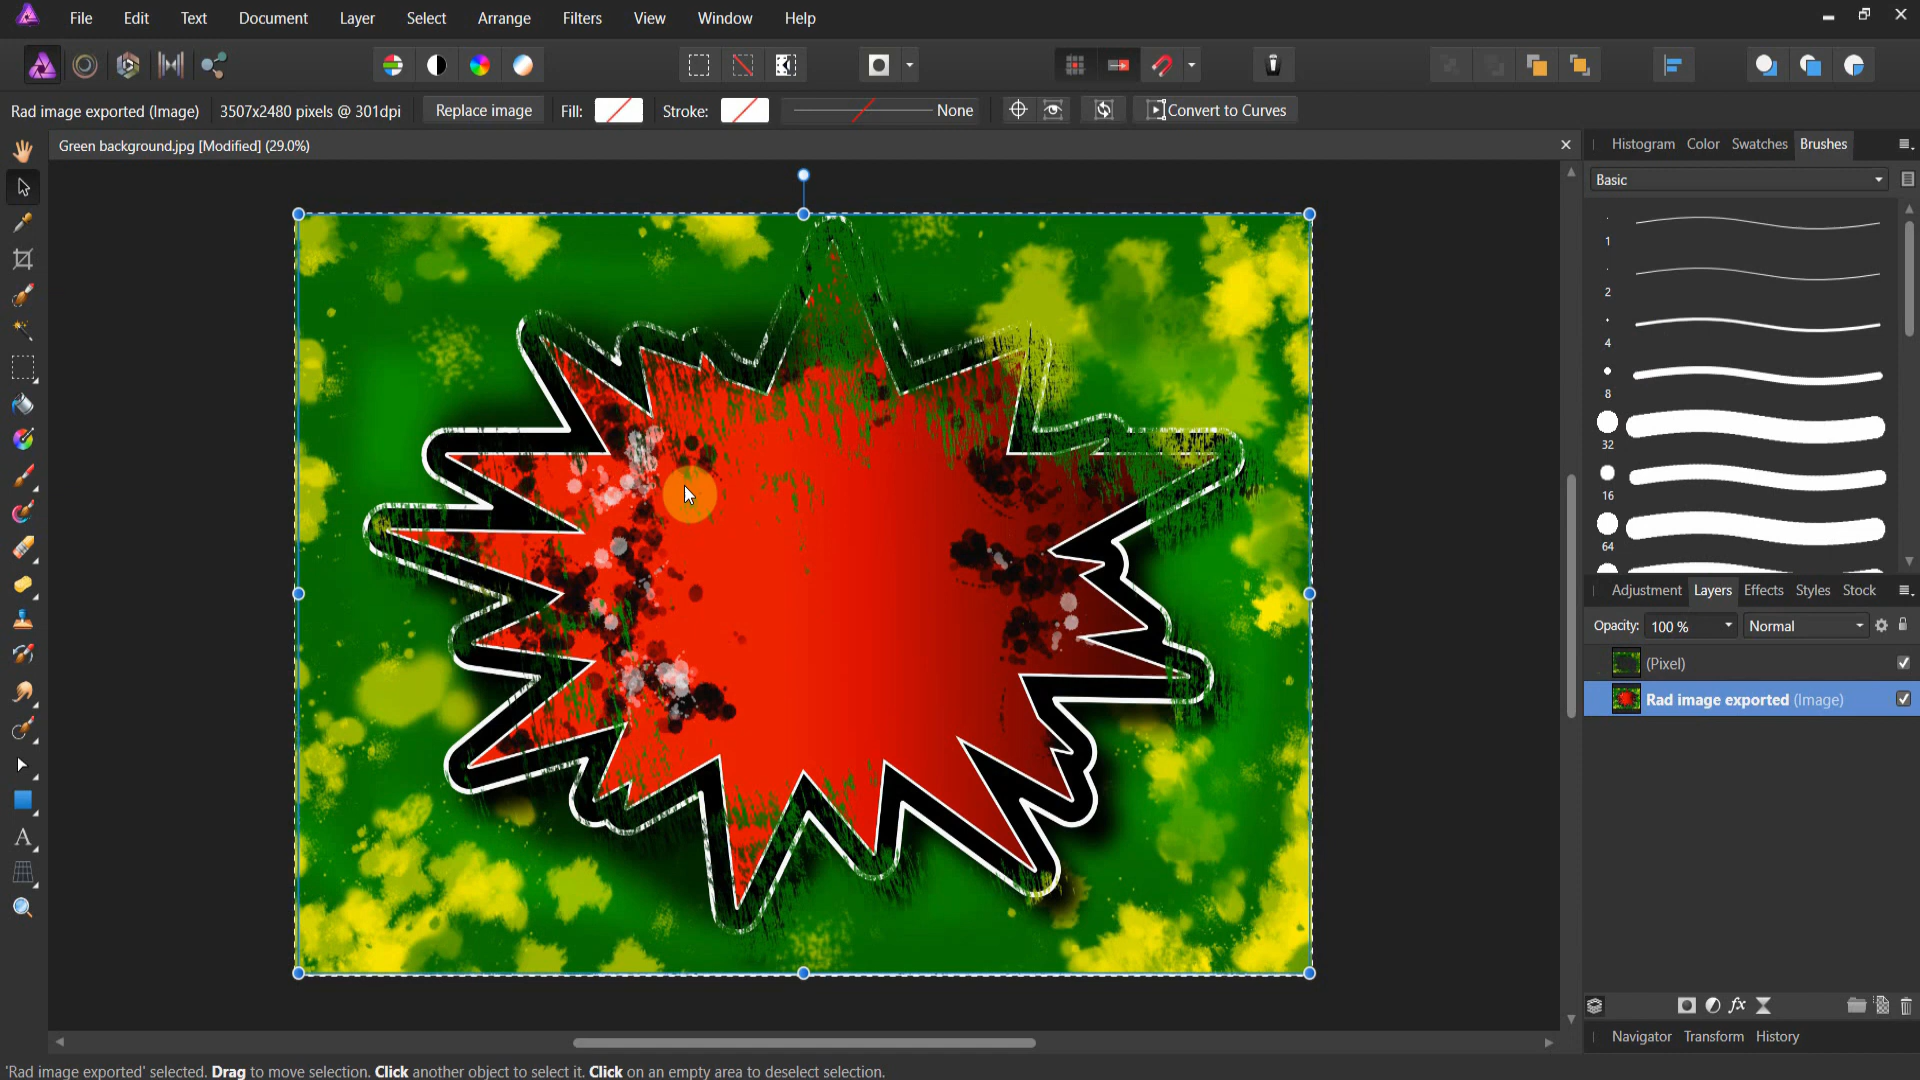 File Edit Text Document Layer Select Arrange Filters View Window Help
Rad image exported (Image) 3507x2480 pixels @ 301dpi Replace image Fill: Stroke: None Convert to Curves
Green background.jpg [Modified] (29.0%)
Histogram Color Swatches Brushes
Basic
1
2
4
8
32
16
64
Adjustment Layers Effects Styles Stock
Opacity: 100 % Normal
(Pixel)
Rad image exported (Image)
A
fx
Navigator Transform History
'Rad image exported' selected. Drag to move selection. Click another object to select it. Click on an empty area to deselect selection.